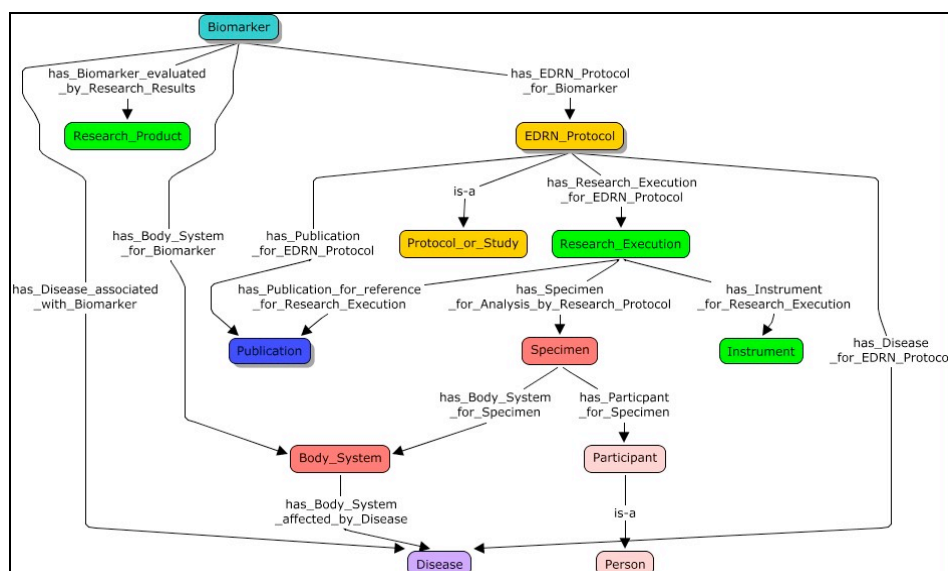 Biomarker
has_Biomarker_evaluated
_by_Research_Results
has_EDRN_Protocol
_for_Biomarker
Research_Product
EDRN_Protocol
is-a
has_Research_Execution
_for_EDRN_Protocol
has_Body_System
_for_Biomarker
has_Publication
_for_EDRN_Protocol
Protocol_or_Study
Research_Execution
has_Disease_associated
_with_Biomarker
has_Publication_for_reference
_for_Research_Execution
has_Specimen
_for_Analysis_by_Research_Protocol
has_Instrument
_for_Research_Execution
has_Disease
_for_EDRN_Protoco
Publication
Specimen
Instrument
has_Body_System
_for_Specimen
has_Particpant
_for_Specimen
Body_System
Participant
has_Body_System
_affected_by_Disease
is-a
Disease
Person